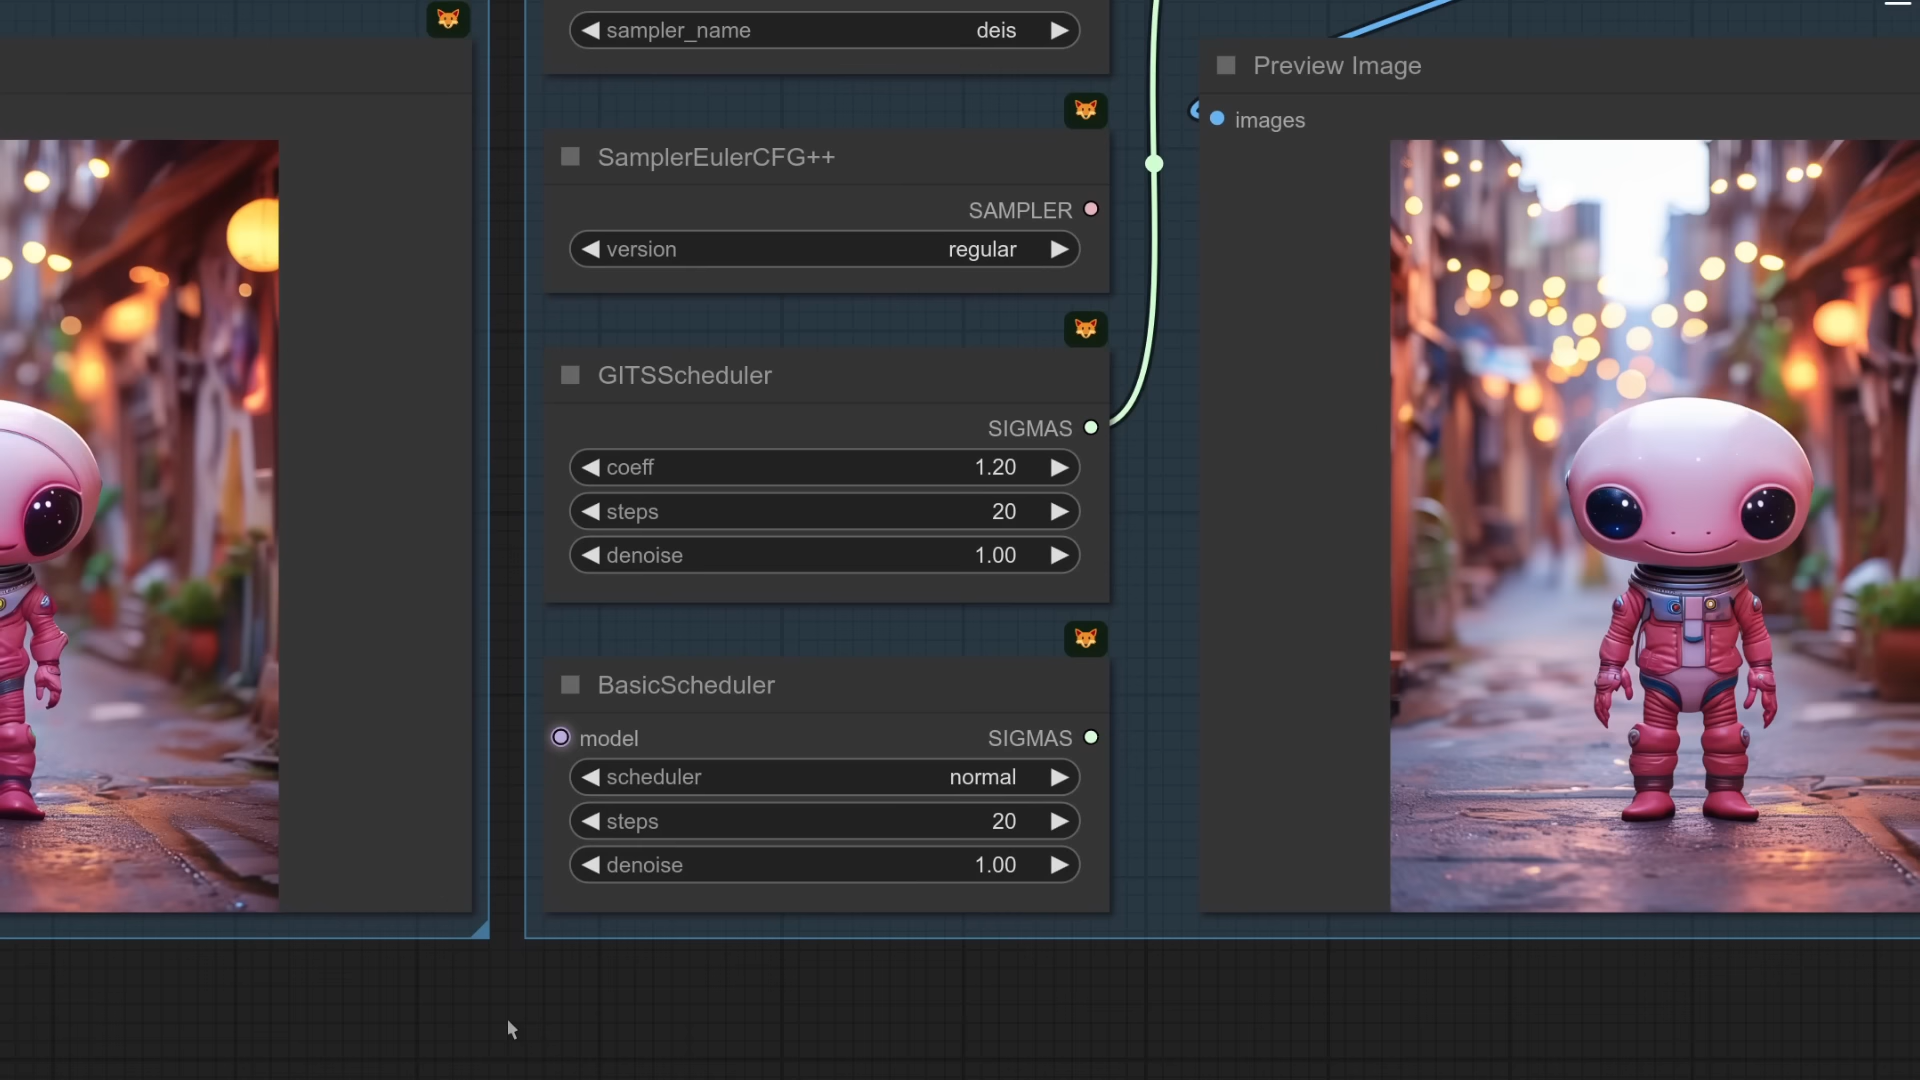 sampler_name deis
SamplerEulerCFG++
SAMPLER
version regular
GITSScheduler
SIGMAS
coeff 1.20
steps 20
denoise 1.00
BasicScheduler
model SIGMAS
scheduler normal
steps 20
denoise 1.00
Preview Image
images